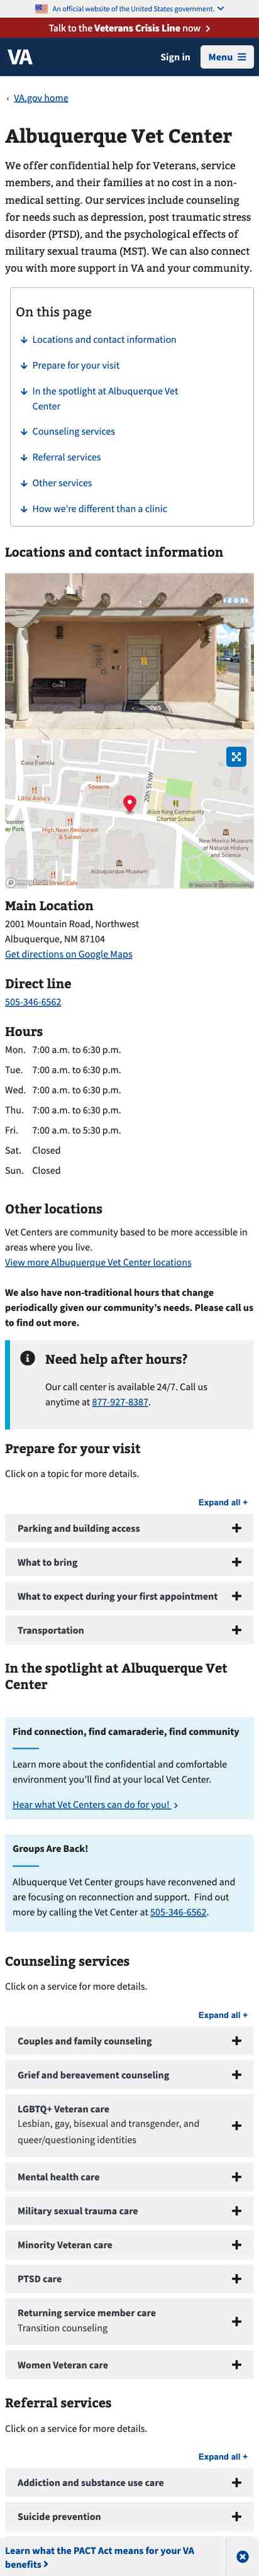 An official website of the United States government.
Talk to the Veterans Crisis Line now
VA
Sign in
Menu
VA.gov home
Albuquerque Vet Center
We offer confidential help for Veterans, service
members, and their families at no cost in a non-
medical setting. Our services include counseling
for needs such as depression, post traumatic stress
disorder (PTSD), and the psychological effects of
military sexual trauma (MST). We can also connect
you with more support in VA and your community.
On this page
Locations and contact information
Prepare for your visit
In the spotlight at Albuquerque Vet
Center
Counseling services
Referral services
Other services
How we're different than a clinic
Locations and contact information
Casa Esencia
Little Anita's
Seasons
20th St NW
Alice King Community
Charter School
High Noon Restaurant
& Saloon
New Mexico Museum
of Natural History
and Science
Albuquerque Museum
Street Cafe
Main Location
2001 Mountain Road, Northwest
Albuquerque, NM 87104
Get directions on Google Maps
Direct line
505-346-6562
Hours
Mon. 7:00 a.m. to 6:30 p.m.
Tue. 7:00 a.m. to 6:30 p.m.
Wed. 7:00 a.m. to 6:30 p.m.
Thu. 7:00 a.m. to 6:30 p.m.
Fri. 7:00 a.m. to 5:30 p.m.
Sat. Closed
Sun. Closed
Other locations
Vet Centers are community based to be more accessible in
areas where you live.
View more Albuquerque Vet Center locations
We also have non-traditional hours that change
periodically given our community's needs. Please call us
to find out more.
Need help after hours?
Our call center is available 24/7. Call us
anytime at 877-927-8387.
Prepare for your visit
Click on a topic for more details.
Expand all +
Parking and building access
What to bring
What to expect during your first appointment
Transportation
In the spotlight at Albuquerque Vet
Center
Find connection, find camaraderie, find community
Learn more about the confidential and comfortable
environment you'll find at your local Vet Center.
Hear what Vet Centers can do for you!
Groups Are Back!
Albuquerque Vet Center groups have reconvened and
are focusing on reconnection and support. Find out
more by calling the Vet Center at 505-346-6562.
Counseling services
Click on a service for more details.
Expand all +
Couples and family counseling
Grief and bereavement counseling
LGBTQ+ Veteran care
Lesbian, gay, bisexual and transgender, and
queer/questioning identities
Mental health care
Military sexual trauma care
Minority Veteran care
PTSD care
Returning service member care
Transition counseling
Women Veteran care
Referral services
Click on a service for more details.
Expand all +
Addiction and substance use care
Suicide prevention
Learn what the PACT Act means for your VA
benefits